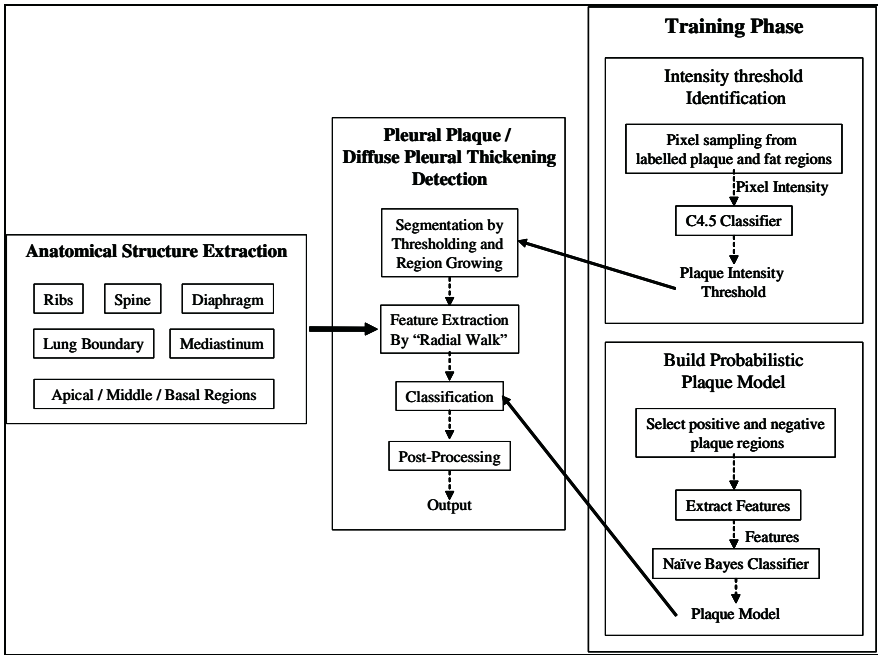 Training Phase
Intensity threshold
Identification
Pixel sampling from
labelled plaque and fat regions
Pixel Intensity
C4.5 Classifier
Plaque Intensity
Threshold
Build Probabilistic
Plaque Model
Select positive and negative
plaque regions
Extract Features
Features
Naïve Bayes Classifier
Plaque Model
Pleural Plaque /
Diffuse Pleural Thickening
Detection
Segmentation by
Thresholding and
Region Growing
Feature Extraction
By “Radial Walk”
Classification
Post-Processing
Output
Anatomical Structure Extraction
Ribs
Spine
Diaphragm
Lung Boundary
Mediastinum
Apical / Middle / Basal Regions